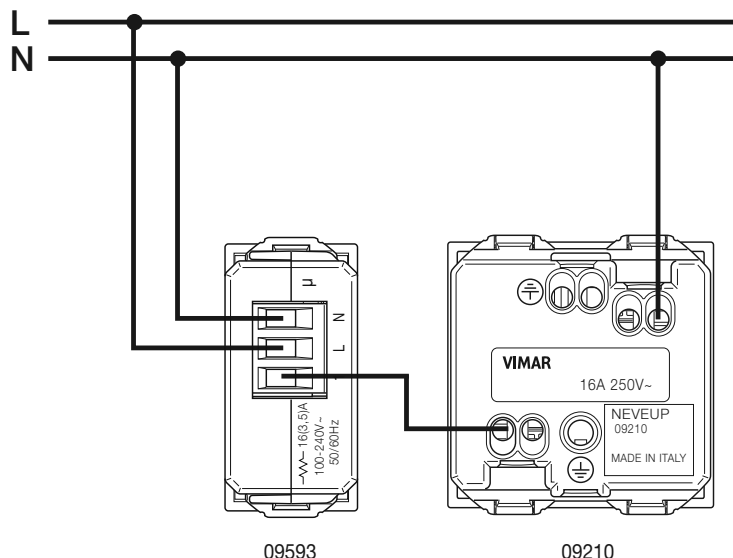 L
N
μ
N
L
16(3,5)A
100-240V~
50/60Hz
VIMAR
16A 250V~
NEVEUP
09210
MADE IN ITALY
09593
09210